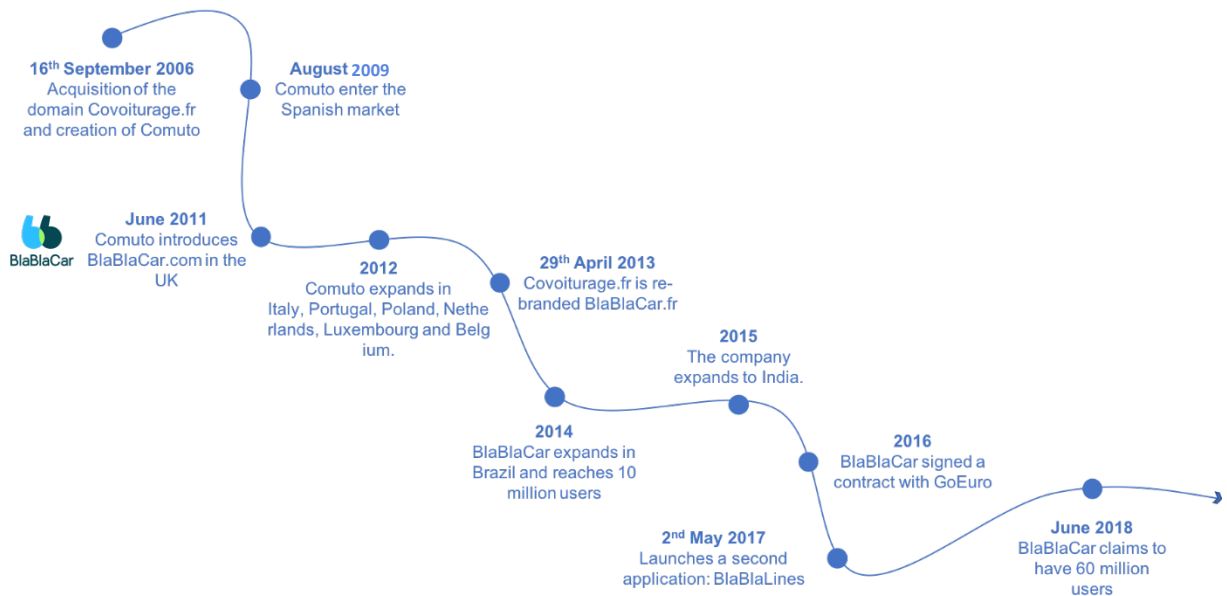 16th September 2006
Acquisition of the
domain Covoiturage.fr
and creation of Comuto
August 2009
Comuto enter the
Spanish market
BlaBlaCar
June 2011
Comuto introduces
BlaBlaCar.com in the
UK
2012
Comuto expands in
Italy, Portugal, Poland, Nethe
rlands, Luxembourg and Belg
ium.
29th April 2013
Covoiturage.fr is re-
branded BlaBlaCar.fr
2014
BlaBlaCar expands in
Brazil and reaches 10
million users
2015
The company
expands to India.
2016
BlaBlaCar signed a
contract with GoEuro
2nd May 2017
Launches a second
application: BlaBlaLines
June 2018
BlaBlaCar claims to
have 60 million
users